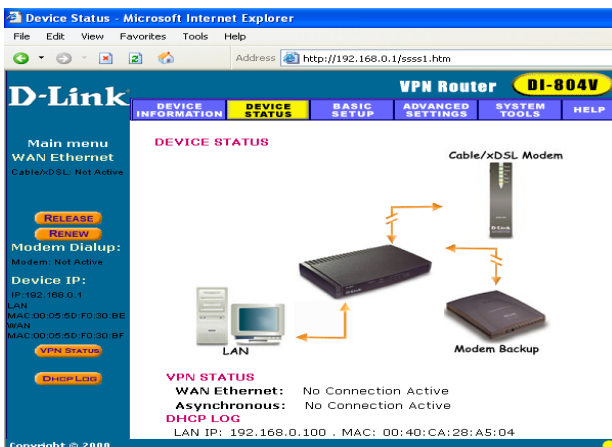 Device Status - Microsoft Internet Explorer
File Edit View Favorites Tools Help
Address http://192.168.0.1/ssss1.htm
D-Link
VPN Router DI-804V
DEVICE INFORMATION
DEVICE STATUS
BASIC SETUP
ADVANCED SETTINGS
SYSTEM TOOLS
HELP
Main menu
WAN Ethernet
Cable/xDSL: Not Active
RELEASE
RENEW
Modem Dialup:
Modem: Not Active
Device IP:
IP:192.168.0.1
LAN
MAC:00:05:5D:F0:30:BE
WAN
MAC:00:05:5D:F0:30:BF
VPN STATUS
DHCP LOG
Copyright © 2000
DEVICE STATUS
Cable/xDSL Modem
D-Link
D-Link
LAN
Modem Backup
VPN STATUS
WAN Ethernet: No Connection Active
Asynchronous: No Connection Active
DHCP LOG
LAN IP: 192.168.0.100 . MAC: 00:40:CA:28:A5:04